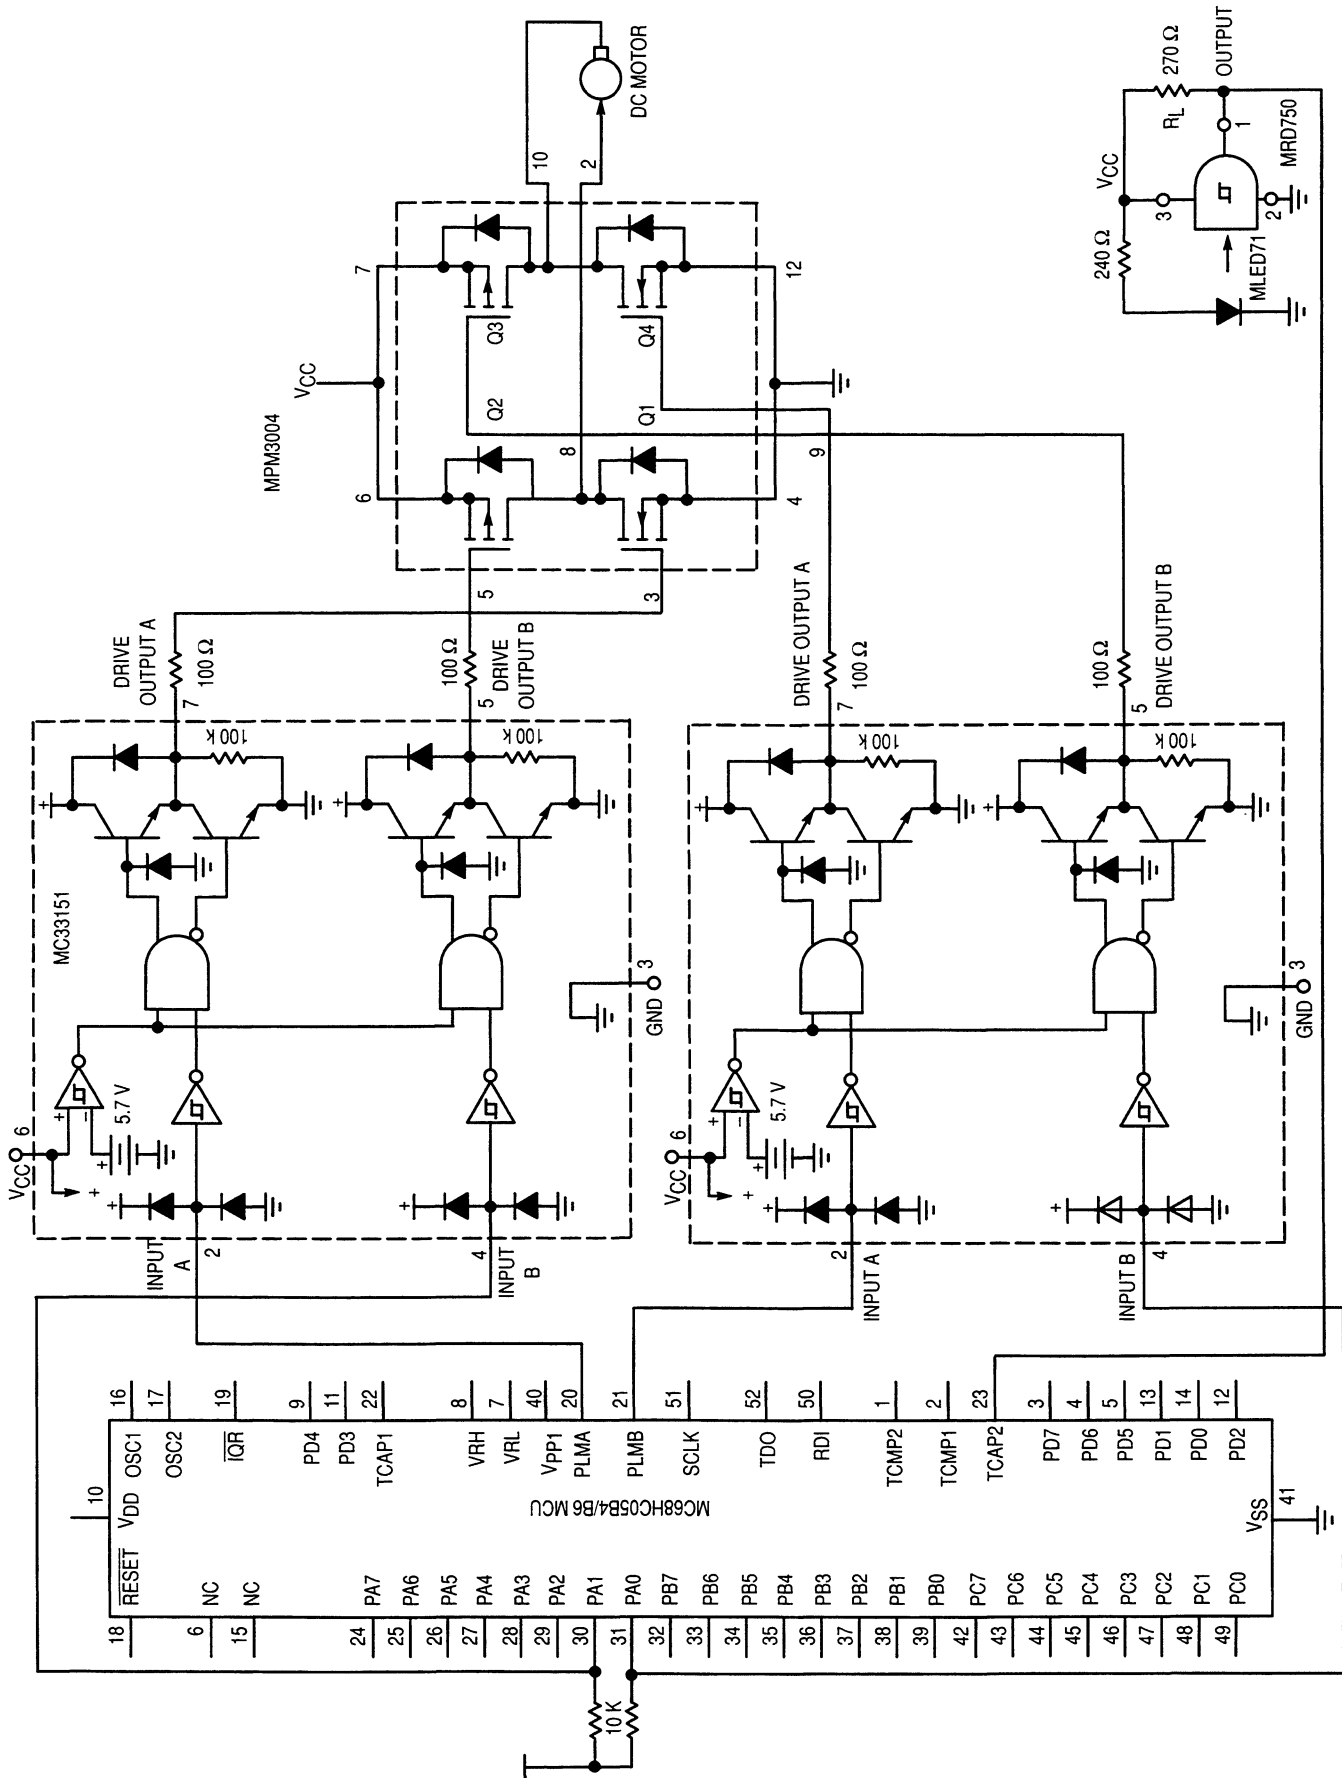 18
RESET
10
VDD
OSC1
16
OSC2
17
6
NC
15
NC
IQR
19
PD4
9
PD3
11
TCAP1
22
24
PA7
25
PA6
26
PA5
27
PA4
28
PA3
29
PA2
30
PA1
31
PA0
32
PB7
33
PB6
34
PB5
35
PB4
36
PB3
37
PB2
38
PB1
39
PB0
42
PC7
43
PC6
44
PC5
45
PC4
46
PC3
47
PC2
48
PC1
49
PC0
MC68HC05B4/B6 MCU
VRH
8
VRL
7
VPP1
40
PLMA
20
PLMB
21
SCLK
51
TDO
52
RDI
50
TCMP2
1
TCMP1
2
TCAP2
23
PD7
3
PD6
4
PD5
5
PD1
13
PD0
14
PD2
12
VSS
41
10 K
INPUT
A
2
INPUT
B
4
VCC
6
+
+
+
+
–
5.7 V
+
MC33151
GND
3
+
100 k
+
100 k
7
100 Ω
DRIVE
OUTPUT A
5
100 Ω
DRIVE
OUTPUT B
INPUT A
2
INPUT B
4
VCC
6
+
+
+
–
+
5.7 V
+
GND
3
+
100 k
+
100 k
7
100 Ω
DRIVE OUTPUT A
5
100 Ω
DRIVE OUTPUT B
MPM3004
VCC
5
3
6
7
8
4
9
12
Q2
Q1
Q3
Q4
10
2
DC MOTOR
240 Ω
VCC
MLED71
3
2
1
MRD750
RL
270 Ω
OUTPUT